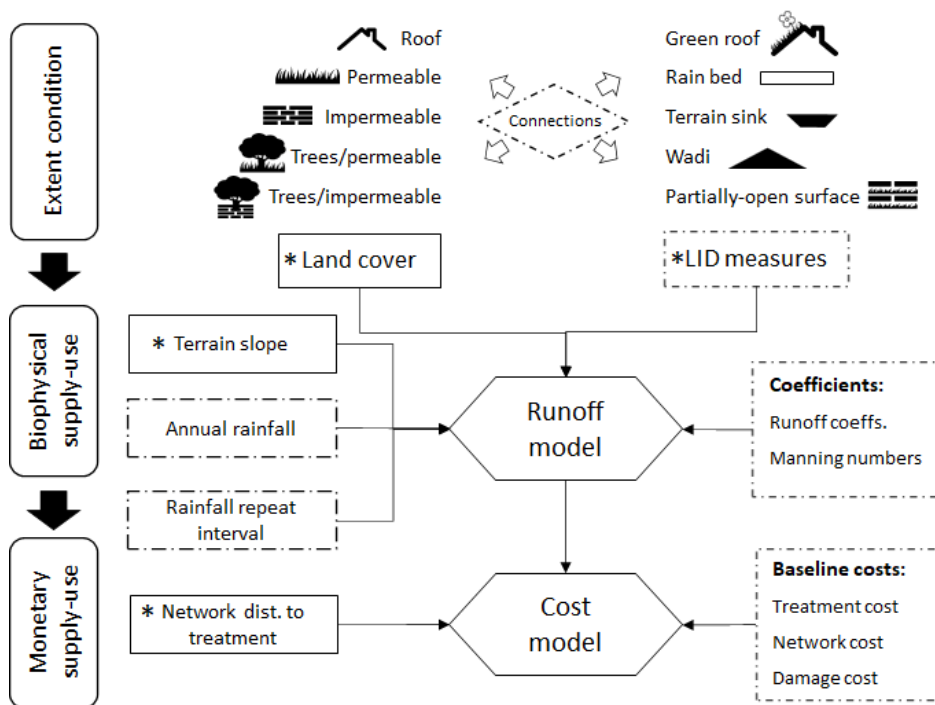 Extent condition
Biophysical
supply-use
Monetary
supply-use
Roof
Permeable
Impermeable
Trees/permeable
Trees/impermeable
Connections
Green roof
Rain bed
Terrain sink
Wadi
Partially-open surface
* Land cover
*LID measures
* Terrain slope
Annual rainfall
Rainfall repeat
interval
Runoff
model
Coefficients:
Runoff coeffs.
Manning numbers
* Network dist. to
treatment
Cost
model
Baseline costs:
Treatment cost
Network cost
Damage cost